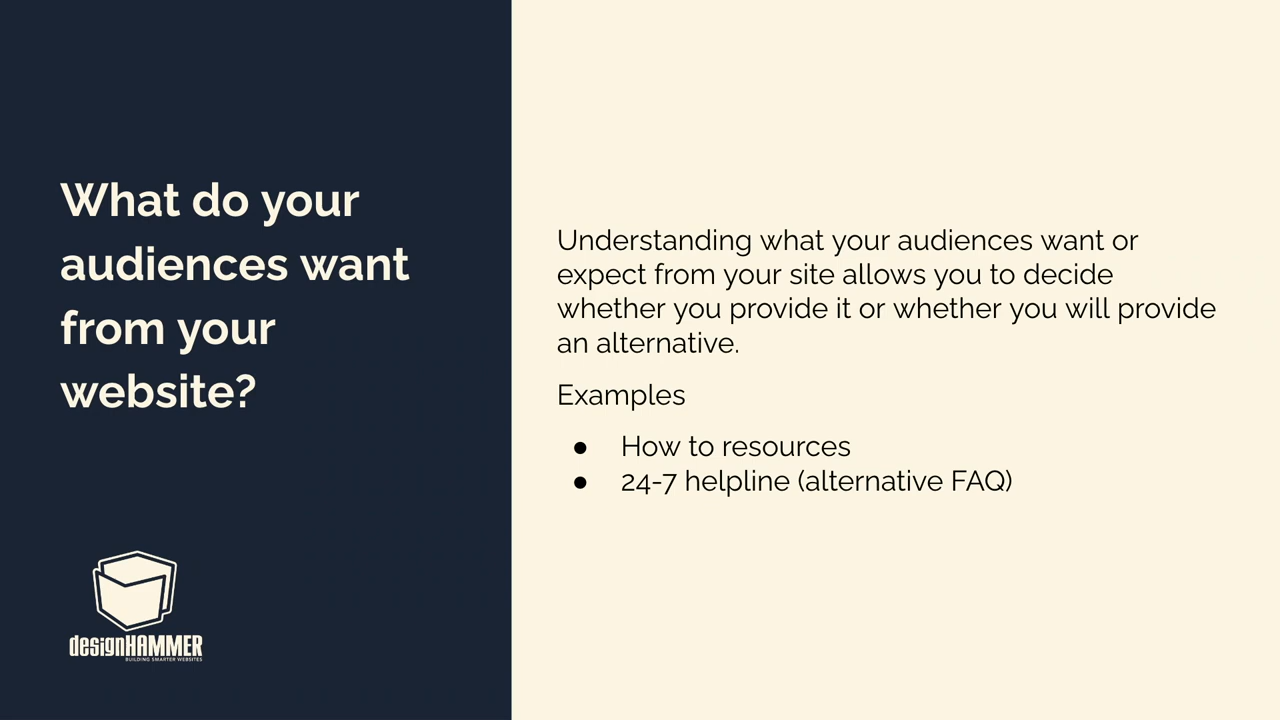 What do your
audiences want
from your
website?
designHAMMER
BUILDING SMARTER WEBSITES
Understanding what your audiences want or
expect from your site allows you to decide
whether you provide it or whether you will provide
an alternative.
Examples
● How to resources
● 24-7 helpline (alternative FAQ)